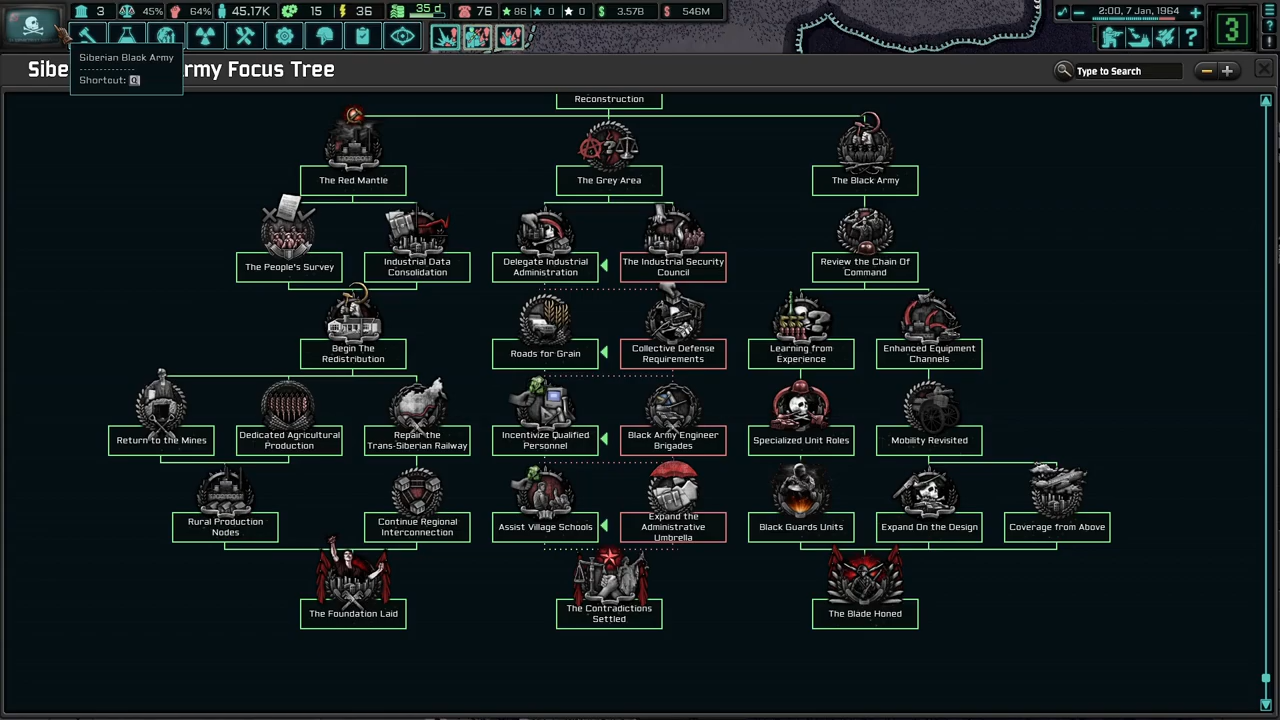 3 45% 64% 45.17K 15 36 35 d 76 86 0 0 3.57B 546M 2:00, 7 Jan, 1964 3
Siberian Black Army
Shortcut: Q
Sibe rmy Focus Tree
Type to Search
Reconstruction
The Red Mantle
The Grey Area
The Black Army
The People's Survey
Industrial Data
Consolidation
Delegate Industrial
Administration
The Industrial Security
Council
Review the Chain Of
Command
Begin The
Redistribution
Roads for Grain
Collective Defense
Requirements
Learning from
Experience
Enhanced Equipment
Channels
Return to the Mines
Dedicated Agricultural
Production
Repair the
Trans-Siberian Railway
Incentivize Qualified
Personnel
Black Army Engineer
Brigades
Specialized Unit Roles
Mobility Revisited
Rural Production
Nodes
Continue Regional
Interconnection
Assist Village Schools
Expand the
Administrative
Umbrella
Black Guards Units
Expand On the Design
Coverage from Above
The Foundation Laid
The Contradictions
Settled
The Blade Honed